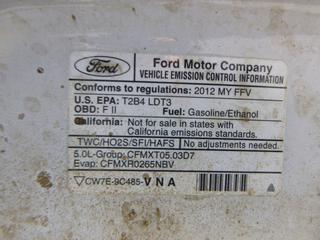 Ford
Ford Motor Company
VEHICLE EMISSION CONTROL INFORMATION
Conforms to regulations: 2012 MY FFV
U.S. EPA: T2B4 LDT3
OBD: F II Fuel: Gasoline/Ethanol
California: Not for sale in states with
California emissions standards.
TWC/HO2S/SFI/HAFS No adjustments needed.
5.0L-Group: CFMXT05.03D7
Evap: CFMXR0265NBV
CW7E-9C485-V N A